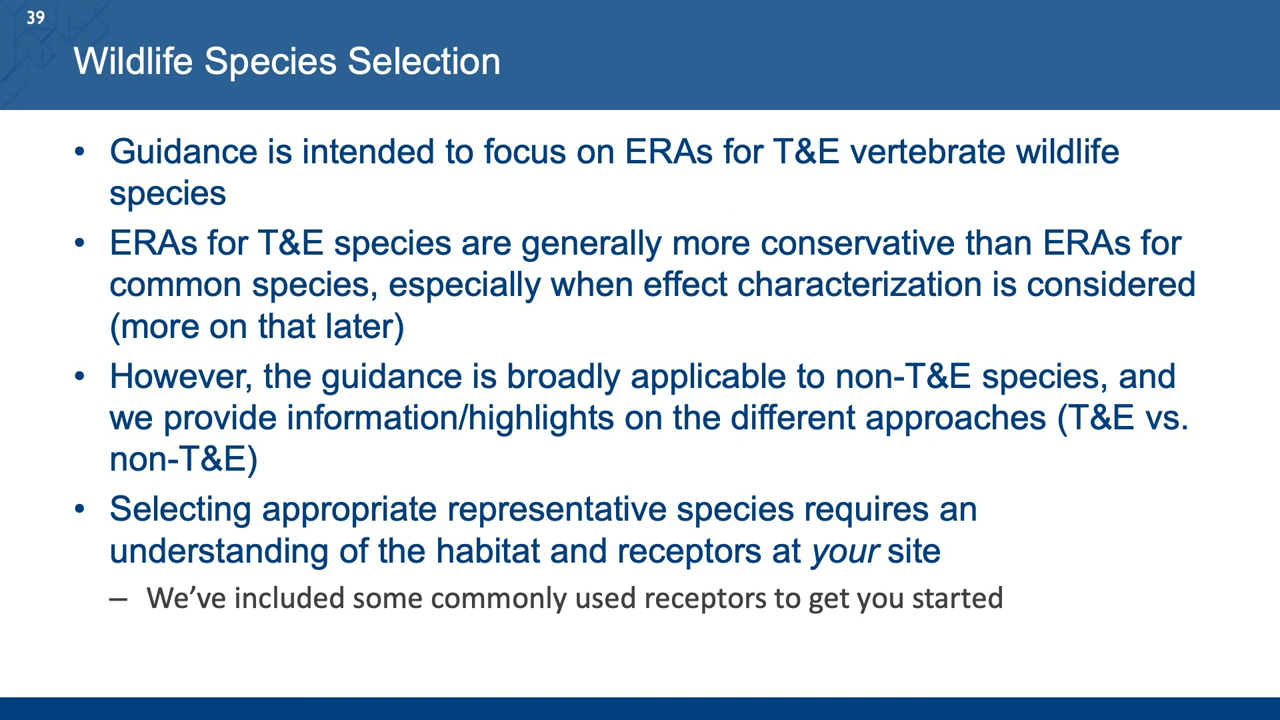 39
Wildlife Species Selection
• Guidance is intended to focus on ERAs for T&E vertebrate wildlife
species
• ERAs for T&E species are generally more conservative than ERAs for
common species, especially when effect characterization is considered
(more on that later)
• However, the guidance is broadly applicable to non-T&E species, and
we provide information/highlights on the different approaches (T&E vs.
non-T&E)
• Selecting appropriate representative species requires an
understanding of the habitat and receptors at your site
– We’ve included some commonly used receptors to get you started